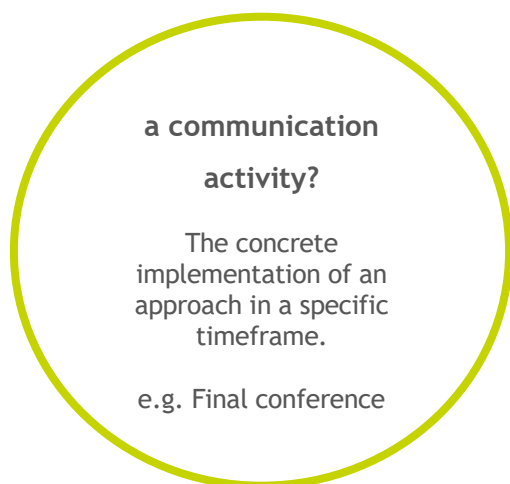 a communication
activity?
The concrete
implementation of an
approach in a specific
timeframe.
e.g. Final conference